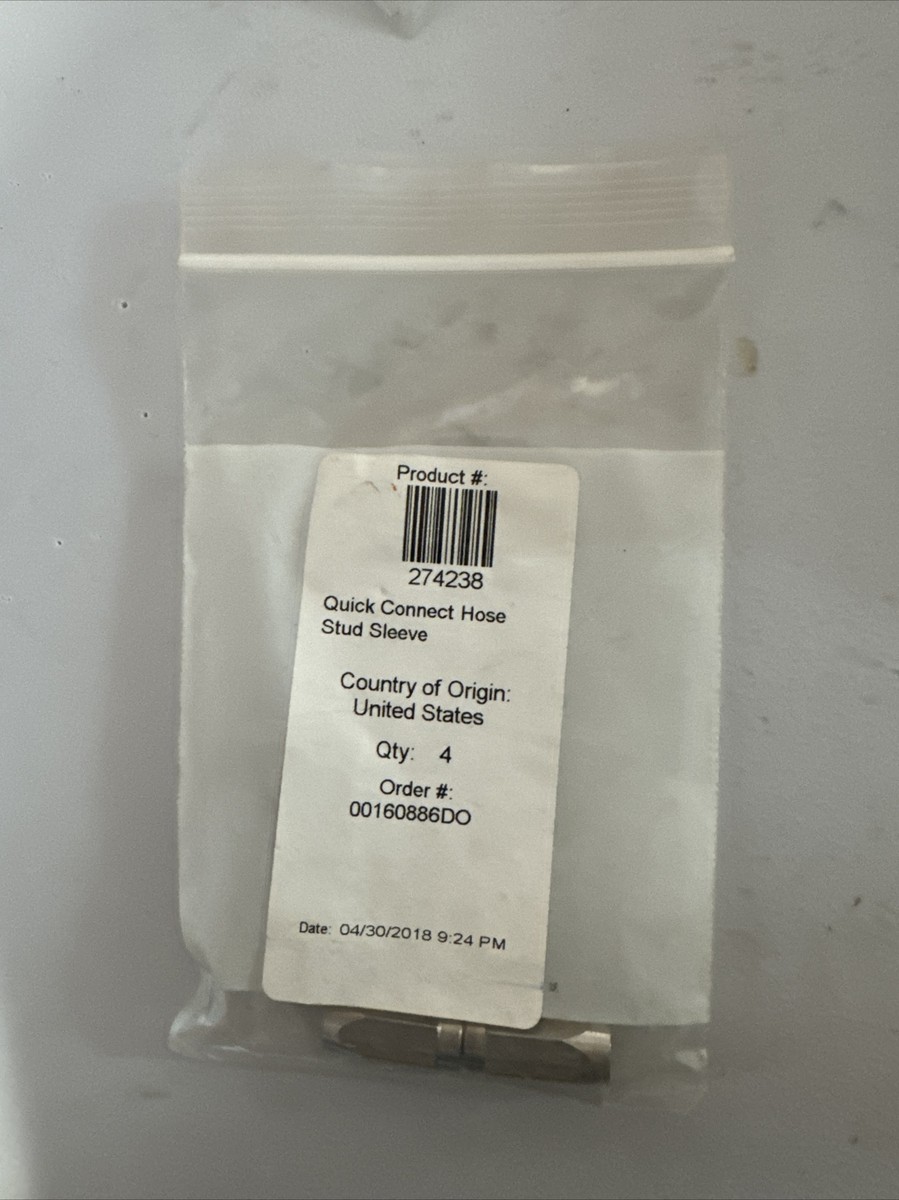 Product #:
274238
Quick Connect Hose
Stud Sleeve
Country of Origin:
United States
Qty: 4
Order #:
00160886DO
Date: 04/30/2018 9:24 PM